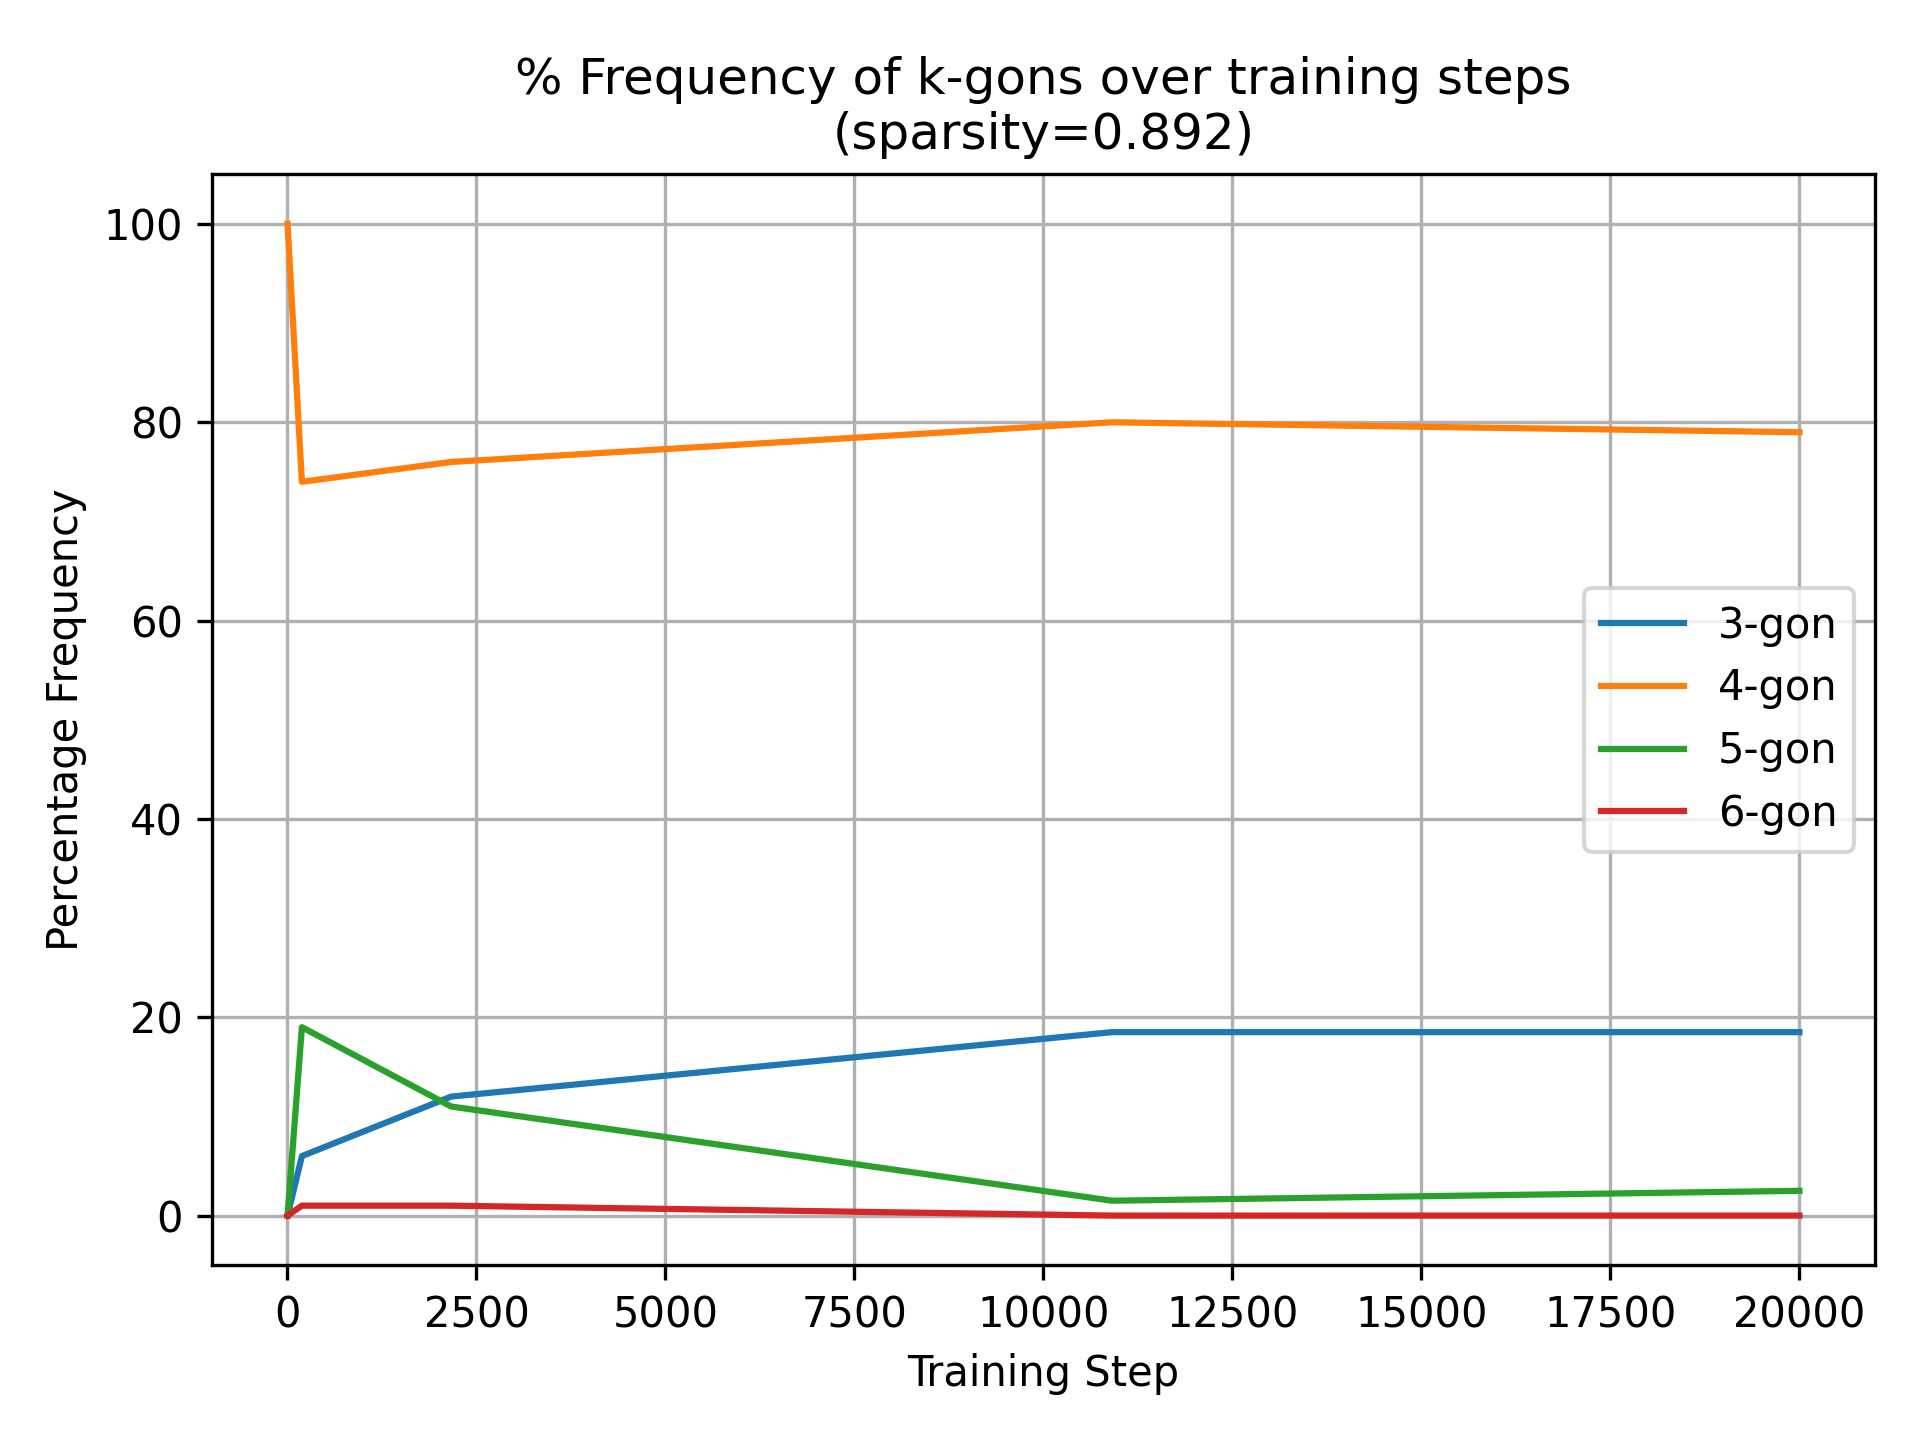 % Frequency of k-gons over training steps
(sparsity=0.892)
Percentage Frequency
100
80
60
40
20
0
3-gon
4-gon
5-gon
6-gon
0 2500 5000 7500 10000 12500 15000 17500 20000
Training Step